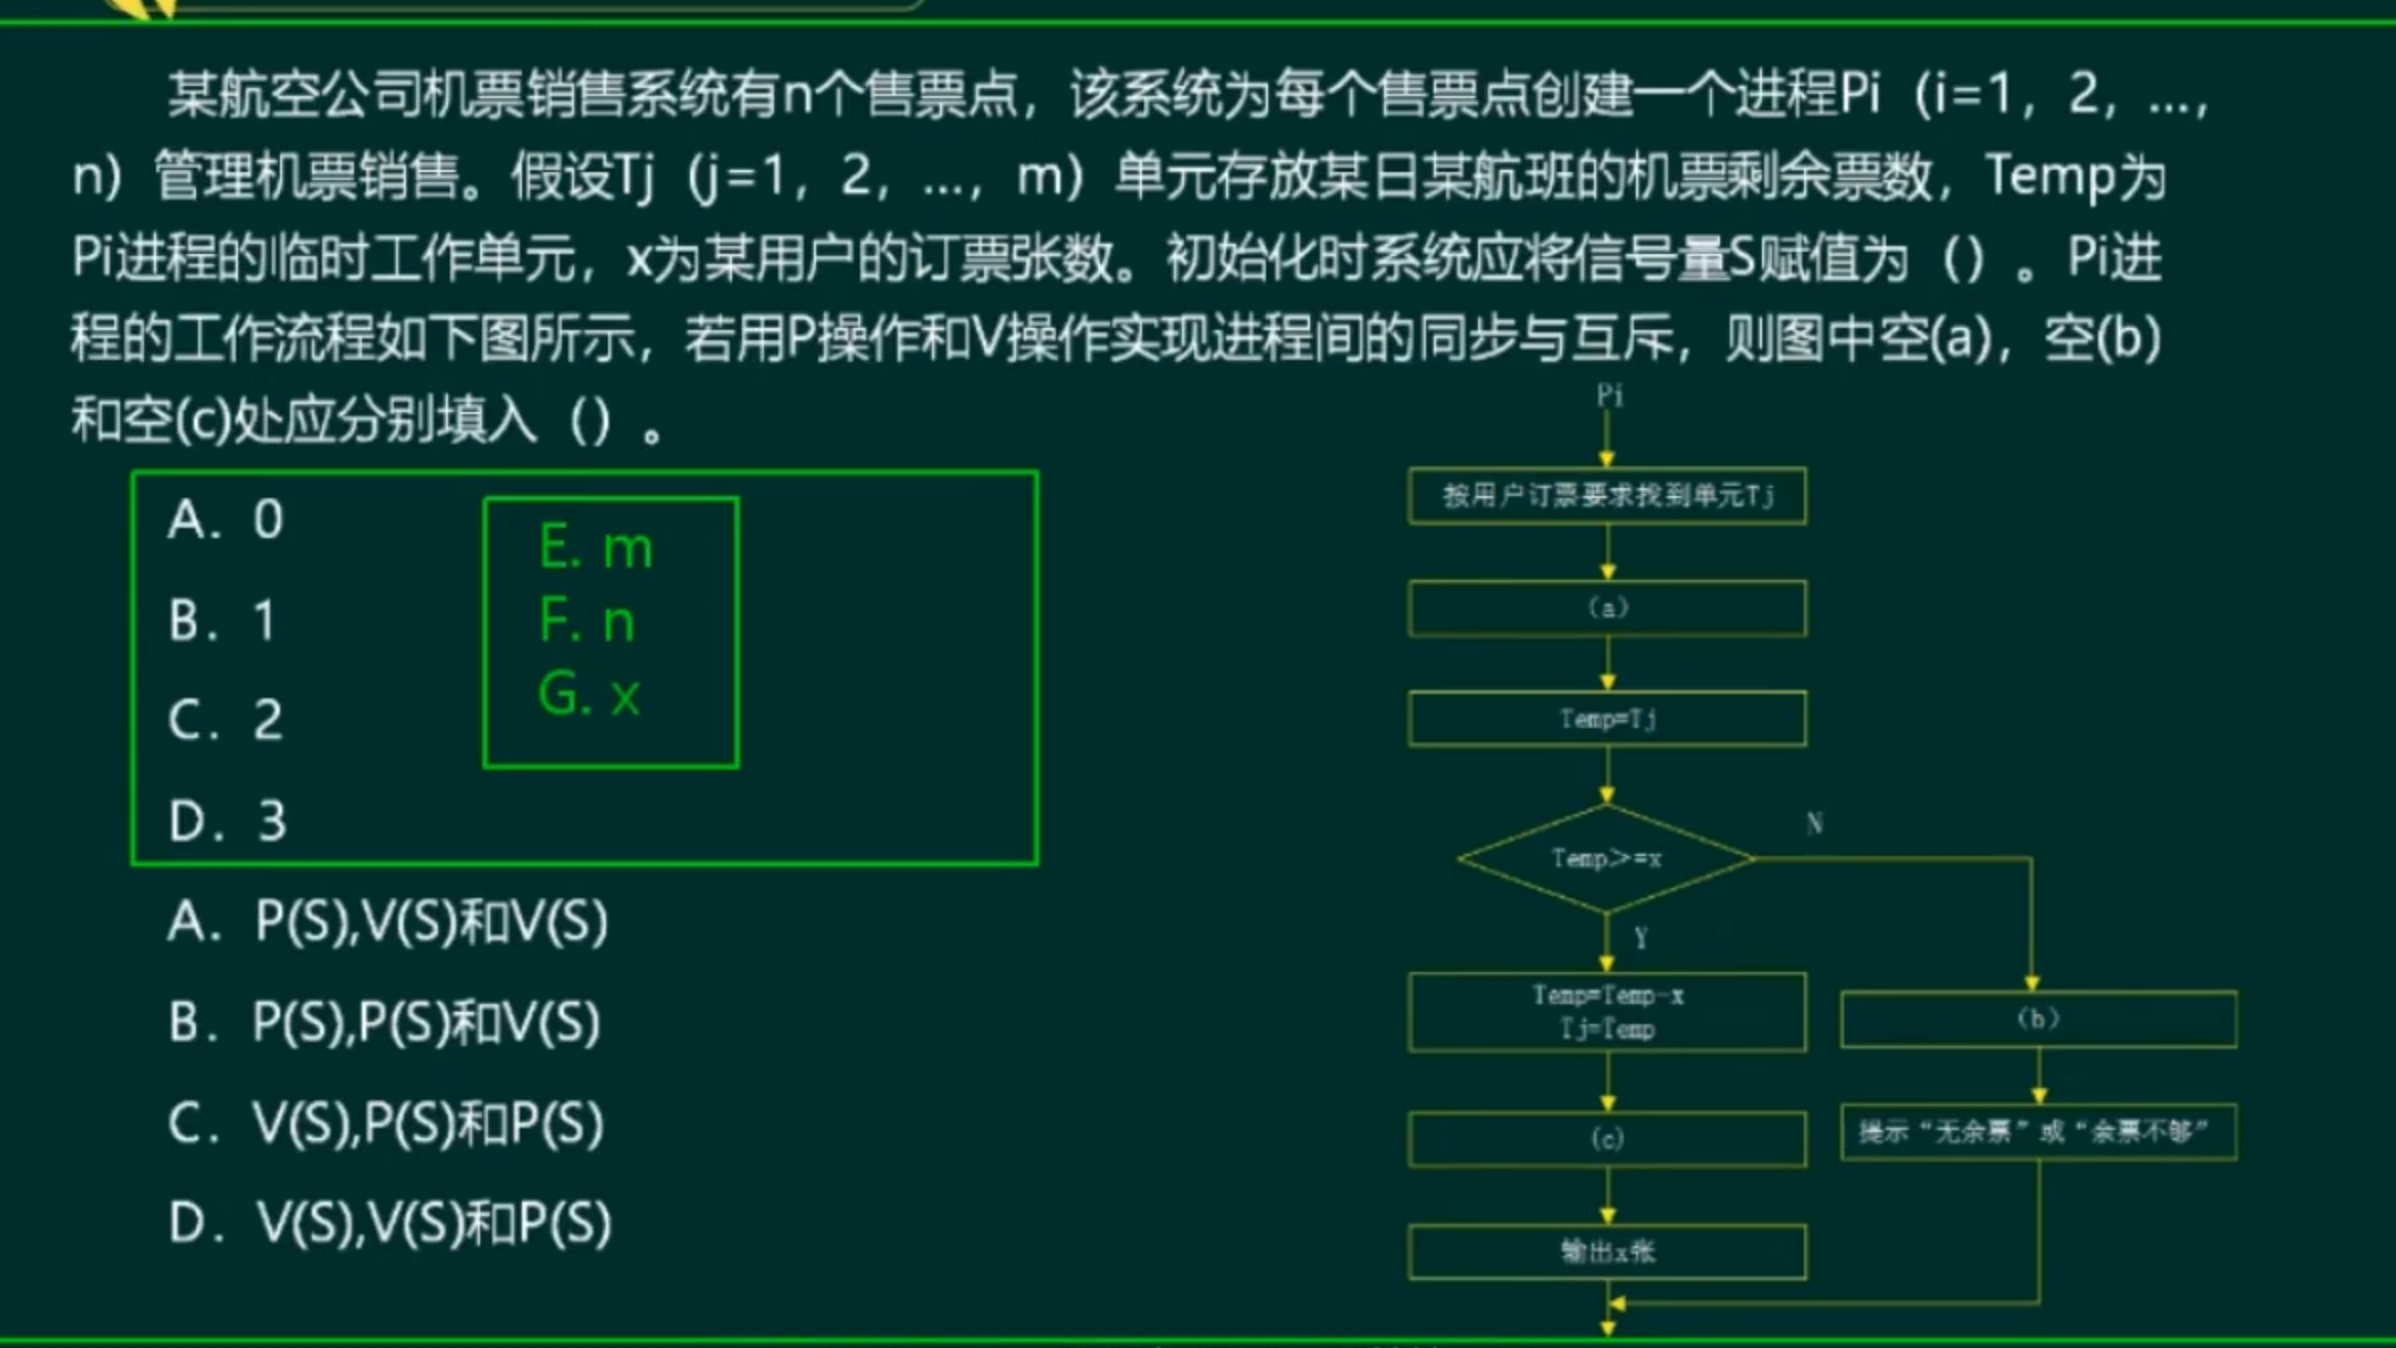 某航空公司机票销售系统有n个售票点，该系统为每个售票点创建一个进程Pi（i=1，2，…，
n）管理机票销售。假设Tj（j=1，2，…，m）单元存放某日某航班的机票剩余票数，Temp为
Pi进程的临时工作单元，x为某用户的订票张数。初始化时系统应将信号量S赋值为（）。Pi进
程的工作流程如下图所示，若用P操作和V操作实现进程间的同步与互斥，则图中空(a)，空(b)
和空(c)处应分别填入（）。
A. 0
B. 1
C. 2
D. 3
E. m
F. n
G. x
A. P(S),V(S)和V(S)
B. P(S),P(S)和V(S)
C. V(S),P(S)和P(S)
D. V(S),V(S)和P(S)
Pi
按用户订票要求找到单元Tj
（a）
Temp=Tj
Temp>=x
N
Y
Temp=Temp-x
Tj=Temp
（b）
(c)
提示“无余票”或“余票不够”
输出x张